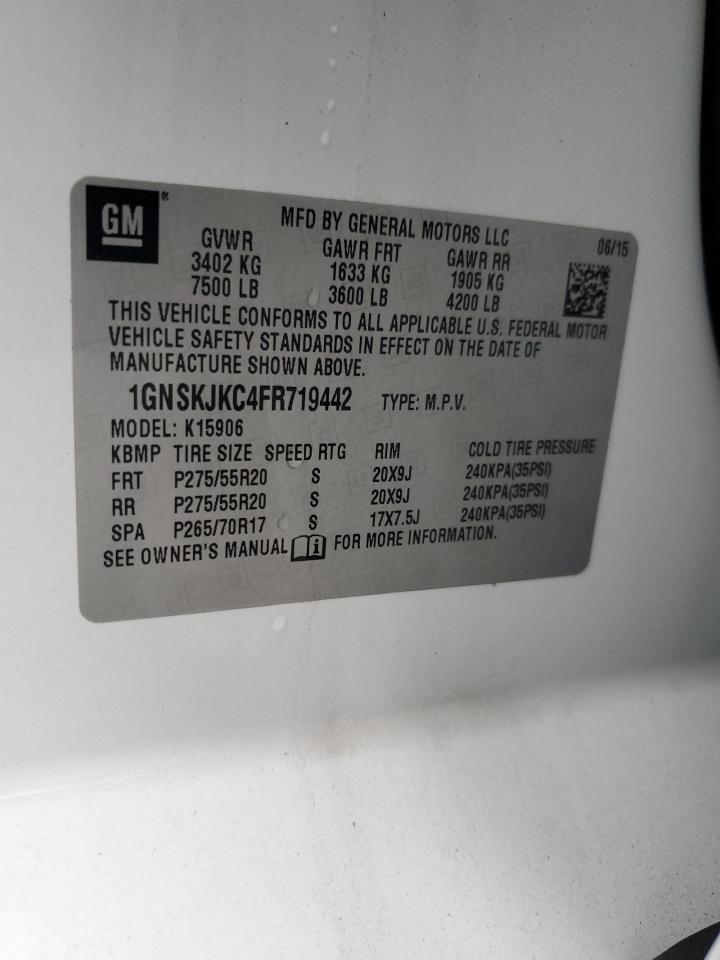 GM
MFD BY GENERAL MOTORS LLC 06/15
GVWR GAWR FRT GAWR RR
3402 KG 1633 KG 1905 KG
7500 LB 3600 LB 4200 LB
THIS VEHICLE CONFORMS TO ALL APPLICABLE U.S. FEDERAL MOTOR
VEHICLE SAFETY STANDARDS IN EFFECT ON THE DATE OF
MANUFACTURE SHOWN ABOVE.
1GNSKJKC4FR719442 TYPE: M.P.V.
MODEL: K15906
KBMP TIRE SIZE SPEED RTG RIM COLD TIRE PRESSURE
FRT P275/55R20 S 20X9J 240KPA(35PSI)
RR P275/55R20 S 20X9J 240KPA(35PSI)
SPA P265/70R17 S 17X7.5J 240KPA(35PSI)
SEE OWNER'S MANUAL i FOR MORE INFORMATION.